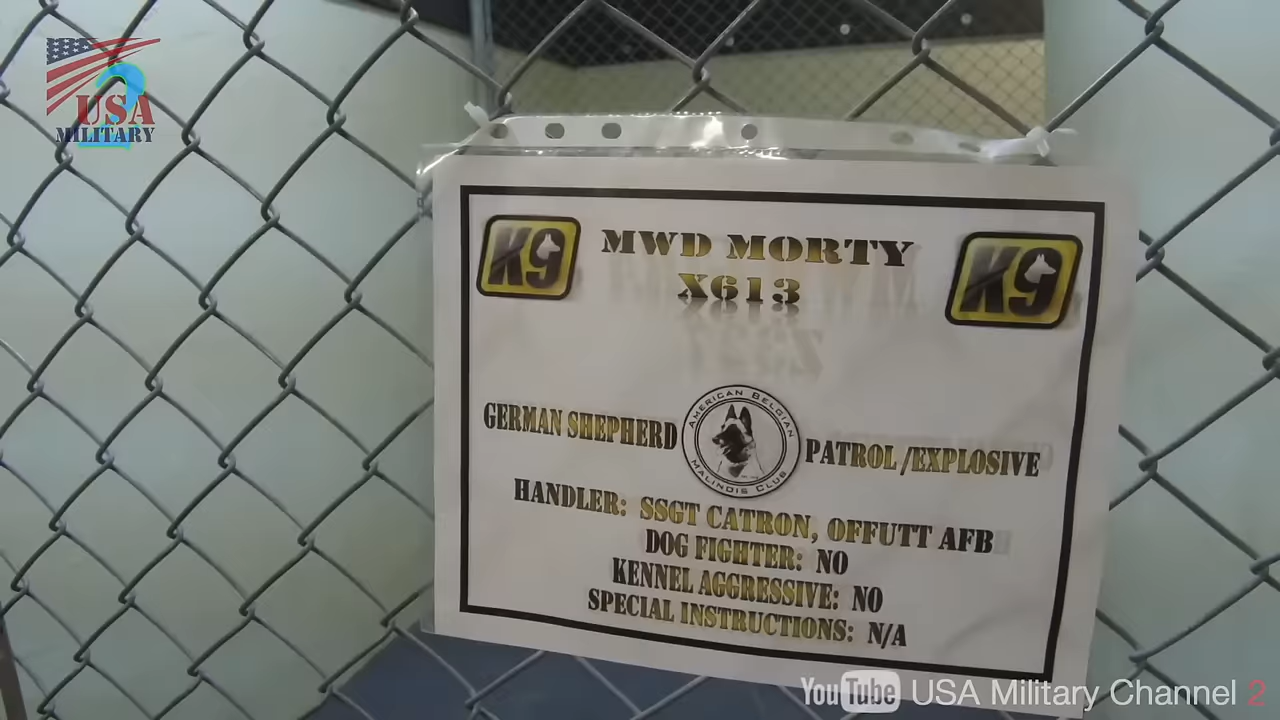 USA
2
MILITARY
K9
MWD MORTY
K9
X613
GERMAN SHEPHERD
AMERICAN BELGIAN
MALINOIS CLUB
PATROL/EXPLOSIVE
HANDLER: SSGT CATRON, OFFUTT AFB
DOG FIGHTER: NO
KENNEL AGGRESSIVE: NO
SPECIAL INSTRUCTIONS: N/A
YouTube USA Military Channel 2